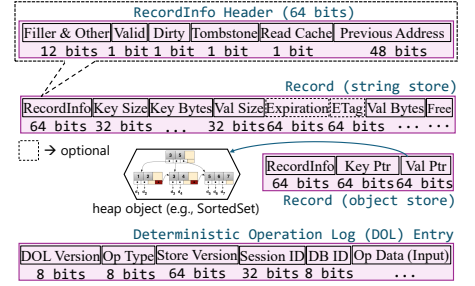 RecordInfo Header (64 bits)
Filler & Other Valid Dirty Tombstone Read Cache Previous Address
12 bits 1 bit 1 bit 1 bit 1 bit 48 bits
Record (string store)
RecordInfo Key Size Key Bytes Val Size Expiration ETag Val Bytes Free
64 bits 32 bits ... 32 bits 64 bits 64 bits ... ...
→ optional
RecordInfo Key Ptr Val Ptr
64 bits 64 bits 64 bits
heap object (e.g., SortedSet)
Record (object store)
Deterministic Operation Log (DOL) Entry
DOL Version Op Type Store Version Session ID DB ID Op Data (Input)
8 bits 8 bits 64 bits 32 bits 8 bits ...